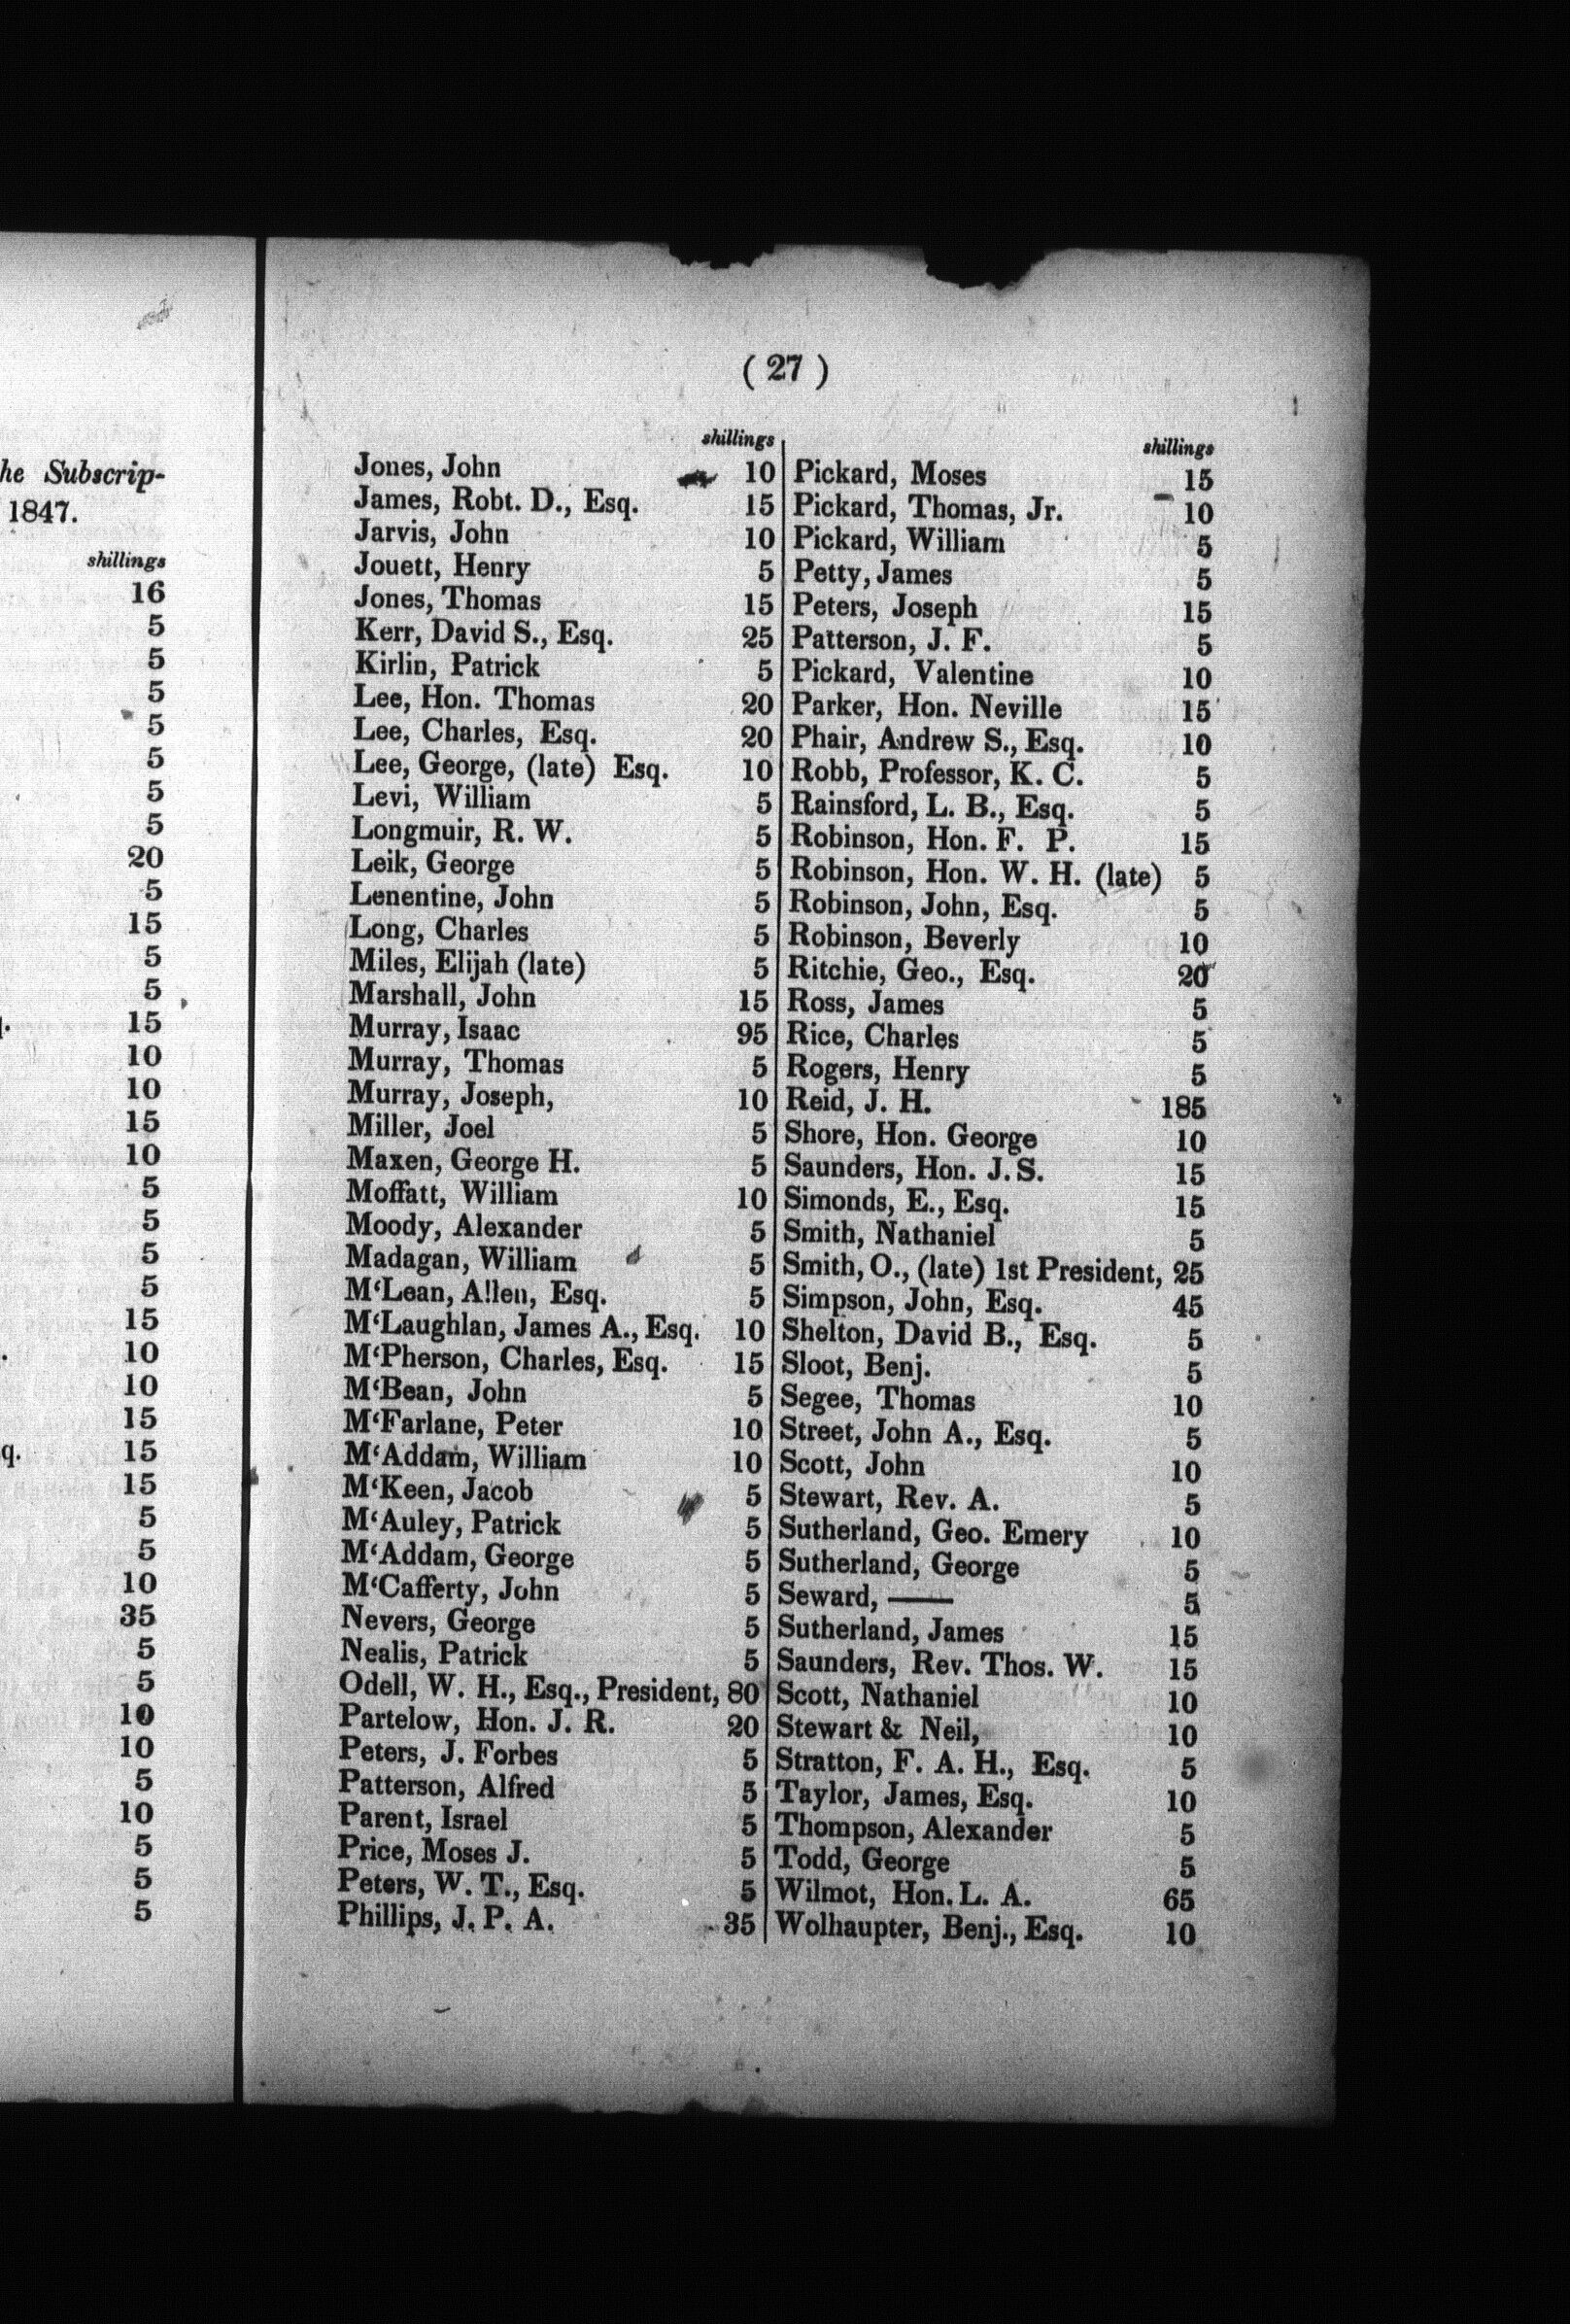 he Subscrip-
1847.
shillings
16
5
5
5
5
5
5
5
20
5
15
5
5
15
10
10
15
10
5
5
5
5
15
10
10
15
q. 15
15
5
5
10
35
5
5
10
10
5
10
5
5
5
( 27 )
shillings
Jones, John 10
James, Robt. D., Esq. 15
Jarvis, John 10
Jouett, Henry 5
Jones, Thomas 15
Kerr, David S., Esq. 25
Kirlin, Patrick 5
Lee, Hon. Thomas 20
Lee, Charles, Esq. 20
Lee, George, (late) Esq. 10
Levi, William 5
Longmuir, R. W. 5
Leik, George 5
Lenentine, John 5
Long, Charles 5
Miles, Elijah (late) 5
Marshall, John 15
Murray, Isaac 95
Murray, Thomas 5
Murray, Joseph, 10
Miller, Joel 5
Maxen, George H. 5
Moffatt, William 10
Moody, Alexander 5
Madagan, William 5
M‘Lean, Allen, Esq. 5
M‘Laughlan, James A., Esq. 10
M‘Pherson, Charles, Esq. 15
M‘Bean, John 5
M‘Farlane, Peter 10
M‘Addam, William 10
M‘Keen, Jacob 5
M‘Auley, Patrick 5
M‘Addam, George 5
M‘Cafferty, John 5
Nevers, George 5
Nealis, Patrick 5
Odell, W. H., Esq., President, 80
Partelow, Hon. J. R. 20
Peters, J. Forbes 5
Patterson, Alfred 5
Parent, Israel 5
Price, Moses J. 5
Peters, W. T., Esq. 5
Phillips, J. P. A. 35
shillings
Pickard, Moses 15
Pickard, Thomas, Jr. 10
Pickard, William 5
Petty, James 5
Peters, Joseph 15
Patterson, J. F. 5
Pickard, Valentine 10
Parker, Hon. Neville 15
Phair, Andrew S., Esq. 10
Robb, Professor, K. C. 5
Rainsford, L. B., Esq. 5
Robinson, Hon. F. P. 15
Robinson, Hon. W. H. (late) 5
Robinson, John, Esq. 5
Robinson, Beverly 10
Ritchie, Geo., Esq. 20
Ross, James 5
Rice, Charles 5
Rogers, Henry 5
Reid, J. H. 185
Shore, Hon. George 10
Saunders, Hon. J. S. 15
Simonds, E., Esq. 15
Smith, Nathaniel 5
Smith, O., (late) 1st President, 25
Simpson, John, Esq. 45
Shelton, David B., Esq. 5
Sloot, Benj. 5
Segee, Thomas 10
Street, John A., Esq. 5
Scott, John 10
Stewart, Rev. A. 5
Sutherland, Geo. Emery 10
Sutherland, George 5
Seward, —— 5
Sutherland, James 15
Saunders, Rev. Thos. W. 15
Scott, Nathaniel 10
Stewart & Neil, 10
Stratton, F. A. H., Esq. 5
Taylor, James, Esq. 10
Thompson, Alexander 5
Todd, George 5
Wilmot, Hon. L. A. 65
Wolhaupter, Benj., Esq. 10